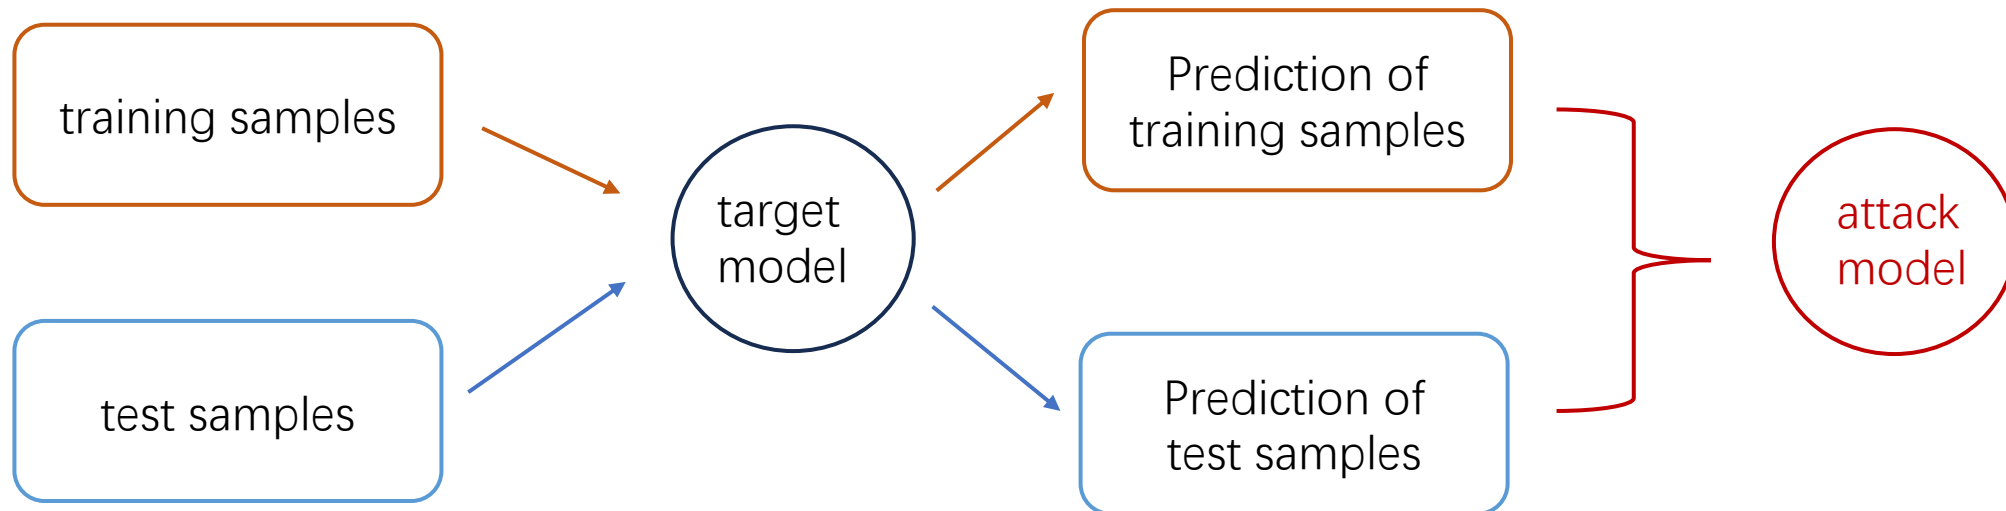 training samples
test samples
target
model
Prediction of
training samples
Prediction of
test samples
attack
model